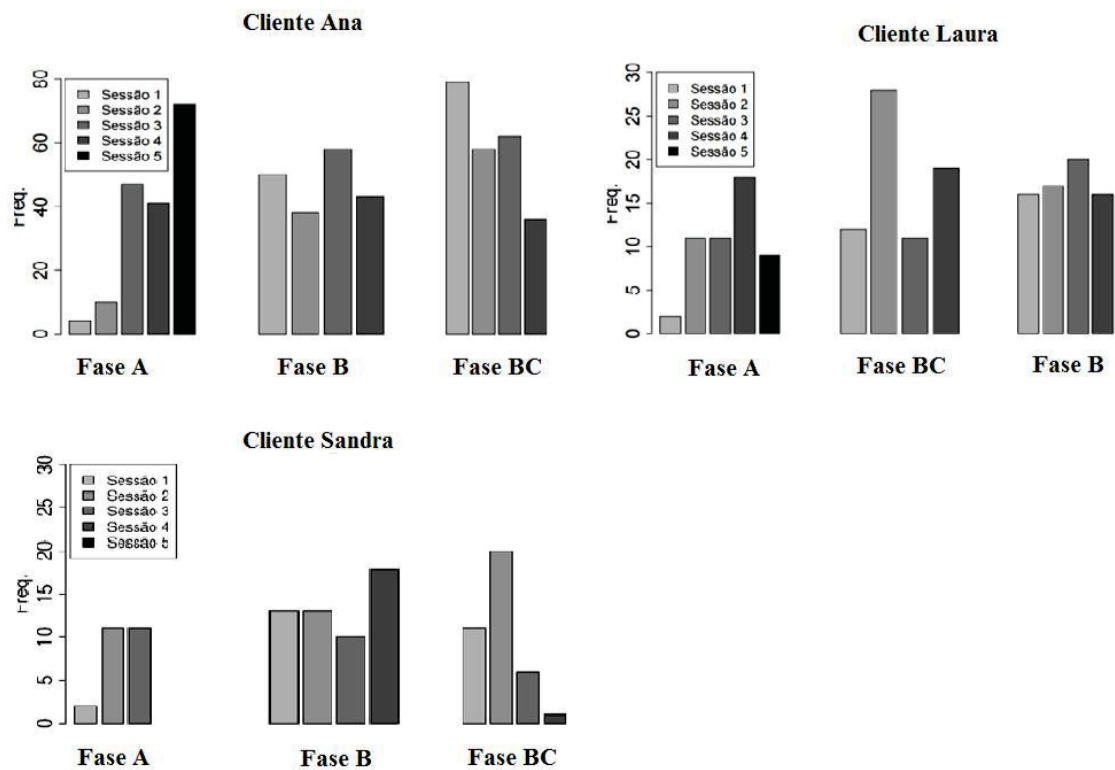 Cliente Ana
80
60
40
20
0
Freq.
Sessão 1
Sessão 2
Sessão 3
Sessão 4
Sessão 5
Fase A
Fase B
Fase BC
Cliente Laura
30
25
20
15
10
5
0
Freq.
Sessão 1
Sessão 2
Sessão 3
Sessão 4
Sessão 5
Fase A
Fase BC
Fase B
Cliente Sandra
30
25
20
15
10
5
0
Freq.
Sessão 1
Sessão 2
Sessão 3
Sessão 4
Sessão 5
Fase A
Fase B
Fase BC